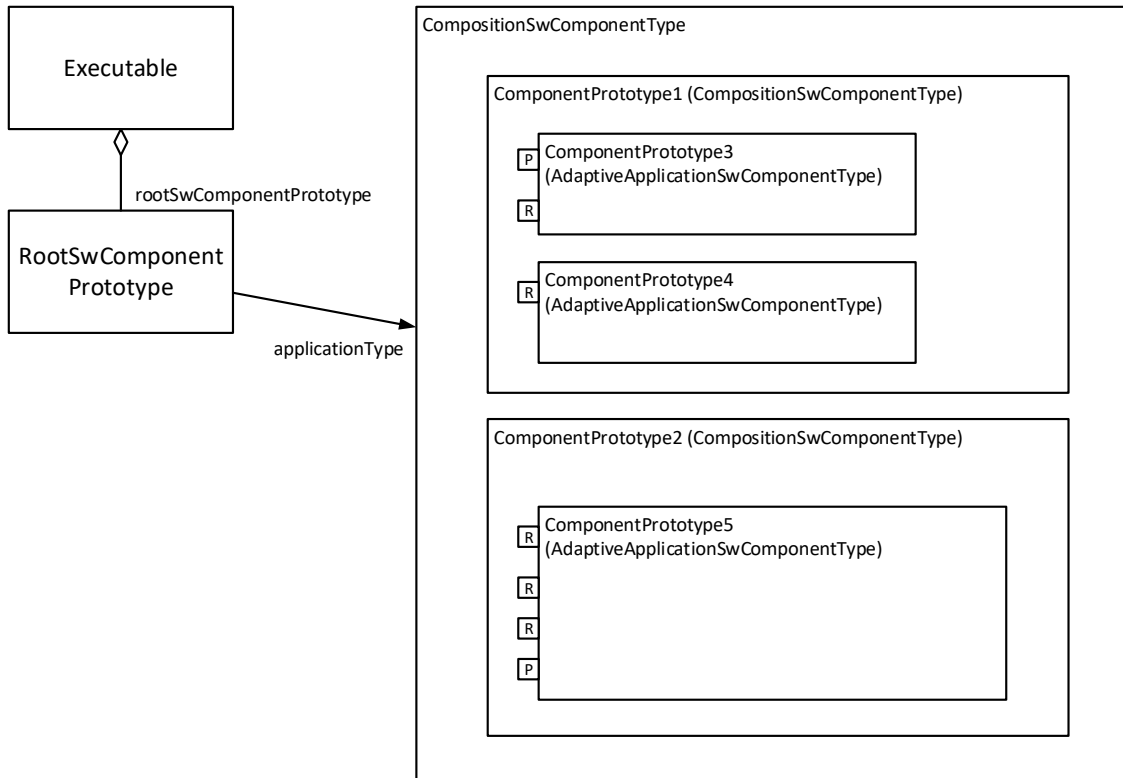 Executable
rootSwComponentPrototype
RootSwComponent
Prototype
applicationType
CompositionSwComponentType
ComponentPrototype1 (CompositionSwComponentType)
P
ComponentPrototype3
(AdaptiveApplicationSwComponentType)
R
ComponentPrototype4
R
(AdaptiveApplicationSwComponentType)
ComponentPrototype2 (CompositionSwComponentType)
ComponentPrototype5
R
(AdaptiveApplicationSwComponentType)
R
R
P